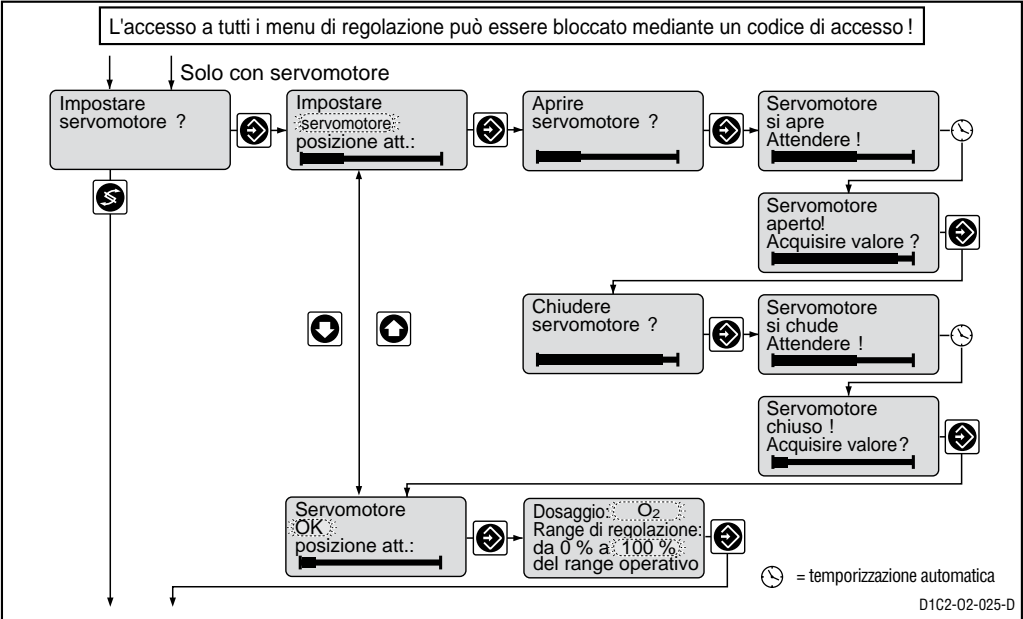 L'accesso a tutti i menu di regolazione può essere bloccato mediante un codice di accesso !
Solo con servomotore
Impostare
servomotore ?
Impostare
servomotore
posizione att.:
Aprire
servomotore ?
Servomotore
si apre
Attendere !
Servomotore
aperto!
Acquisire valore ?
Chiudere
servomotore ?
Servomotore
si chude
Attendere !
Servomotore
chiuso !
Acquisire valore?
Servomotore
OK
posizione att.:
Dosaggio: O2
Range di regolazione:
da 0 % a 100 %
del range operativo
= temporizzazione automatica
D1C2-O2-025-D